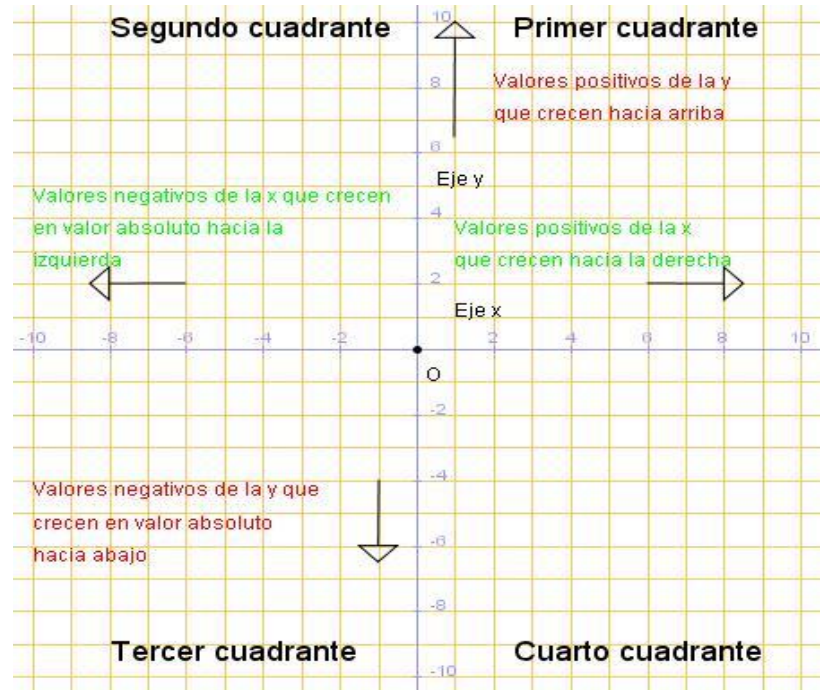 Segundo cuadrante
10
Primer cuadrante
8
Valores positivos de la y
que crecen hacia arriba
6
Eje y
Valores negativos de la x que crecen
en valor absoluto hacia la
izquierda
4
Valores positivos de la x
que crecen hacia la derecha
2
Eje x
-10 -8 -6 -4 -2 2 4 6 8 10
O
-2
-4
Valores negativos de la y que
crecen en valor absoluto
hacia abajo
-6
-8
Tercer cuadrante
Cuarto cuadrante
-10